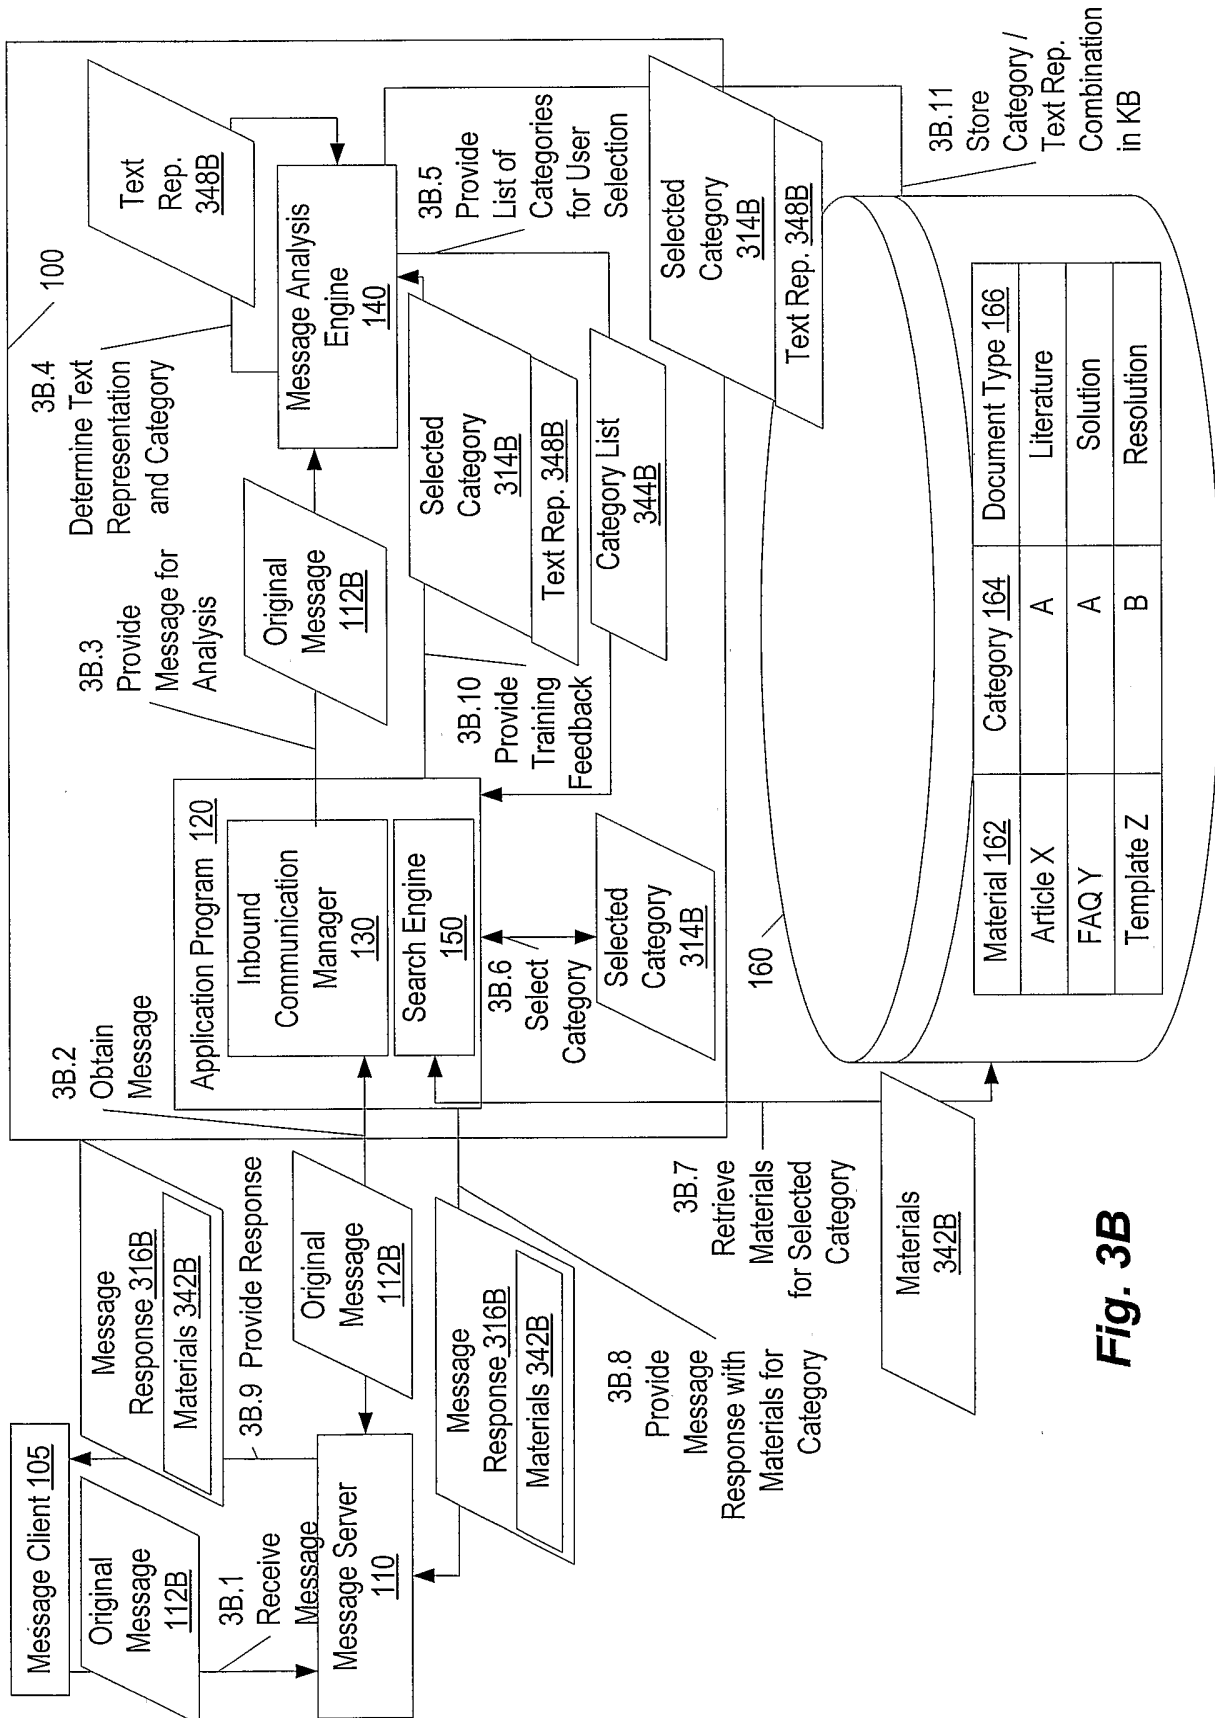 Message Client 105
Original
Message
112B
3B.1
Receive
Message
Message Server
110
Message
Response 316B
Materials 342B
3B.9 Provide Response
Original
Message
112B
Message
Response 316B
Materials 342B
3B.8
Provide
Message
Response with
Materials for
Category
3B.2
Obtain
Message
Application Program 120
Inbound
Communication
Manager
130
Search Engine
150
3B.6
Select
Category
Selected
Category
314B
3B.7
Retrieve
Materials
for Selected
Category
Materials
342B
3B.3
Provide
Message for
Analysis
Original
Message
112B
3B.4
Determine Text
Representation
and Category
100
Text
Rep.
348B
Message Analysis
Engine
140
3B.5
Provide
List of
Categories
for User
Selection
Selected
Category
314B
Text Rep. 348B
Category List
344B
3B.10
Provide
Training
Feedback
Selected
Category
314B
Text Rep. 348B
3B.11
Store
Category /
Text Rep.
Combination
in KB
160
Material 162 Category 164 Document Type 166
Article X A Literature
FAQ Y A Solution
Template Z B Resolution
Fig. 3B